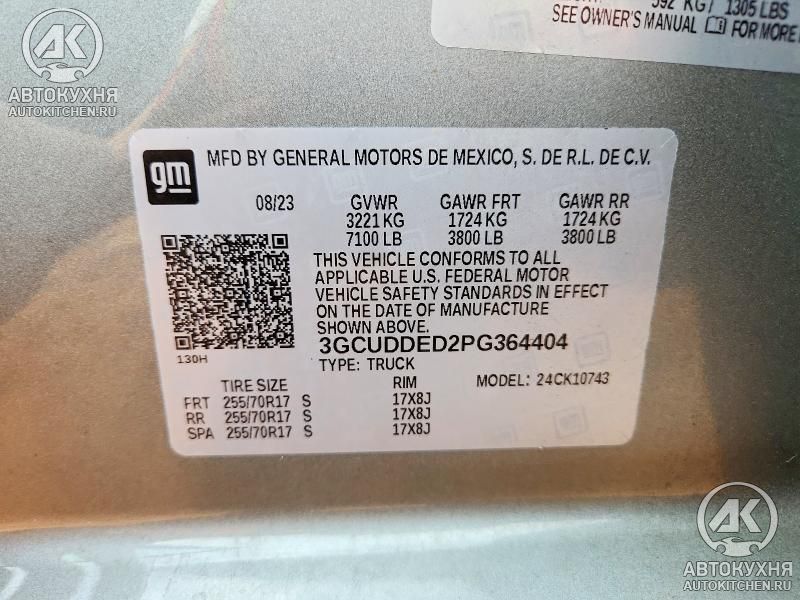 592 KG / 1305 LBS
SEE OWNER'S MANUAL FOR MORE
АК
АВТОКУХНЯ
AUTOKITCHEN.RU
gm MFD BY GENERAL MOTORS DE MEXICO, S. DE R.L. DE C.V.
08/23 GVWR GAWR FRT GAWR RR
3221 KG 1724 KG 1724 KG
7100 LB 3800 LB 3800 LB
THIS VEHICLE CONFORMS TO ALL
APPLICABLE U.S. FEDERAL MOTOR
VEHICLE SAFETY STANDARDS IN EFFECT
ON THE DATE OF MANUFACTURE
SHOWN ABOVE.
3GCUDDED2PG364404
130H
TYPE: TRUCK
TIRE SIZE RIM MODEL: 24CK10743
FRT 255/70R17 S 17X8J
RR 255/70R17 S 17X8J
SPA 255/70R17 S 17X8J
АК
АВТОКУХНЯ
AUTOKITCHEN.RU